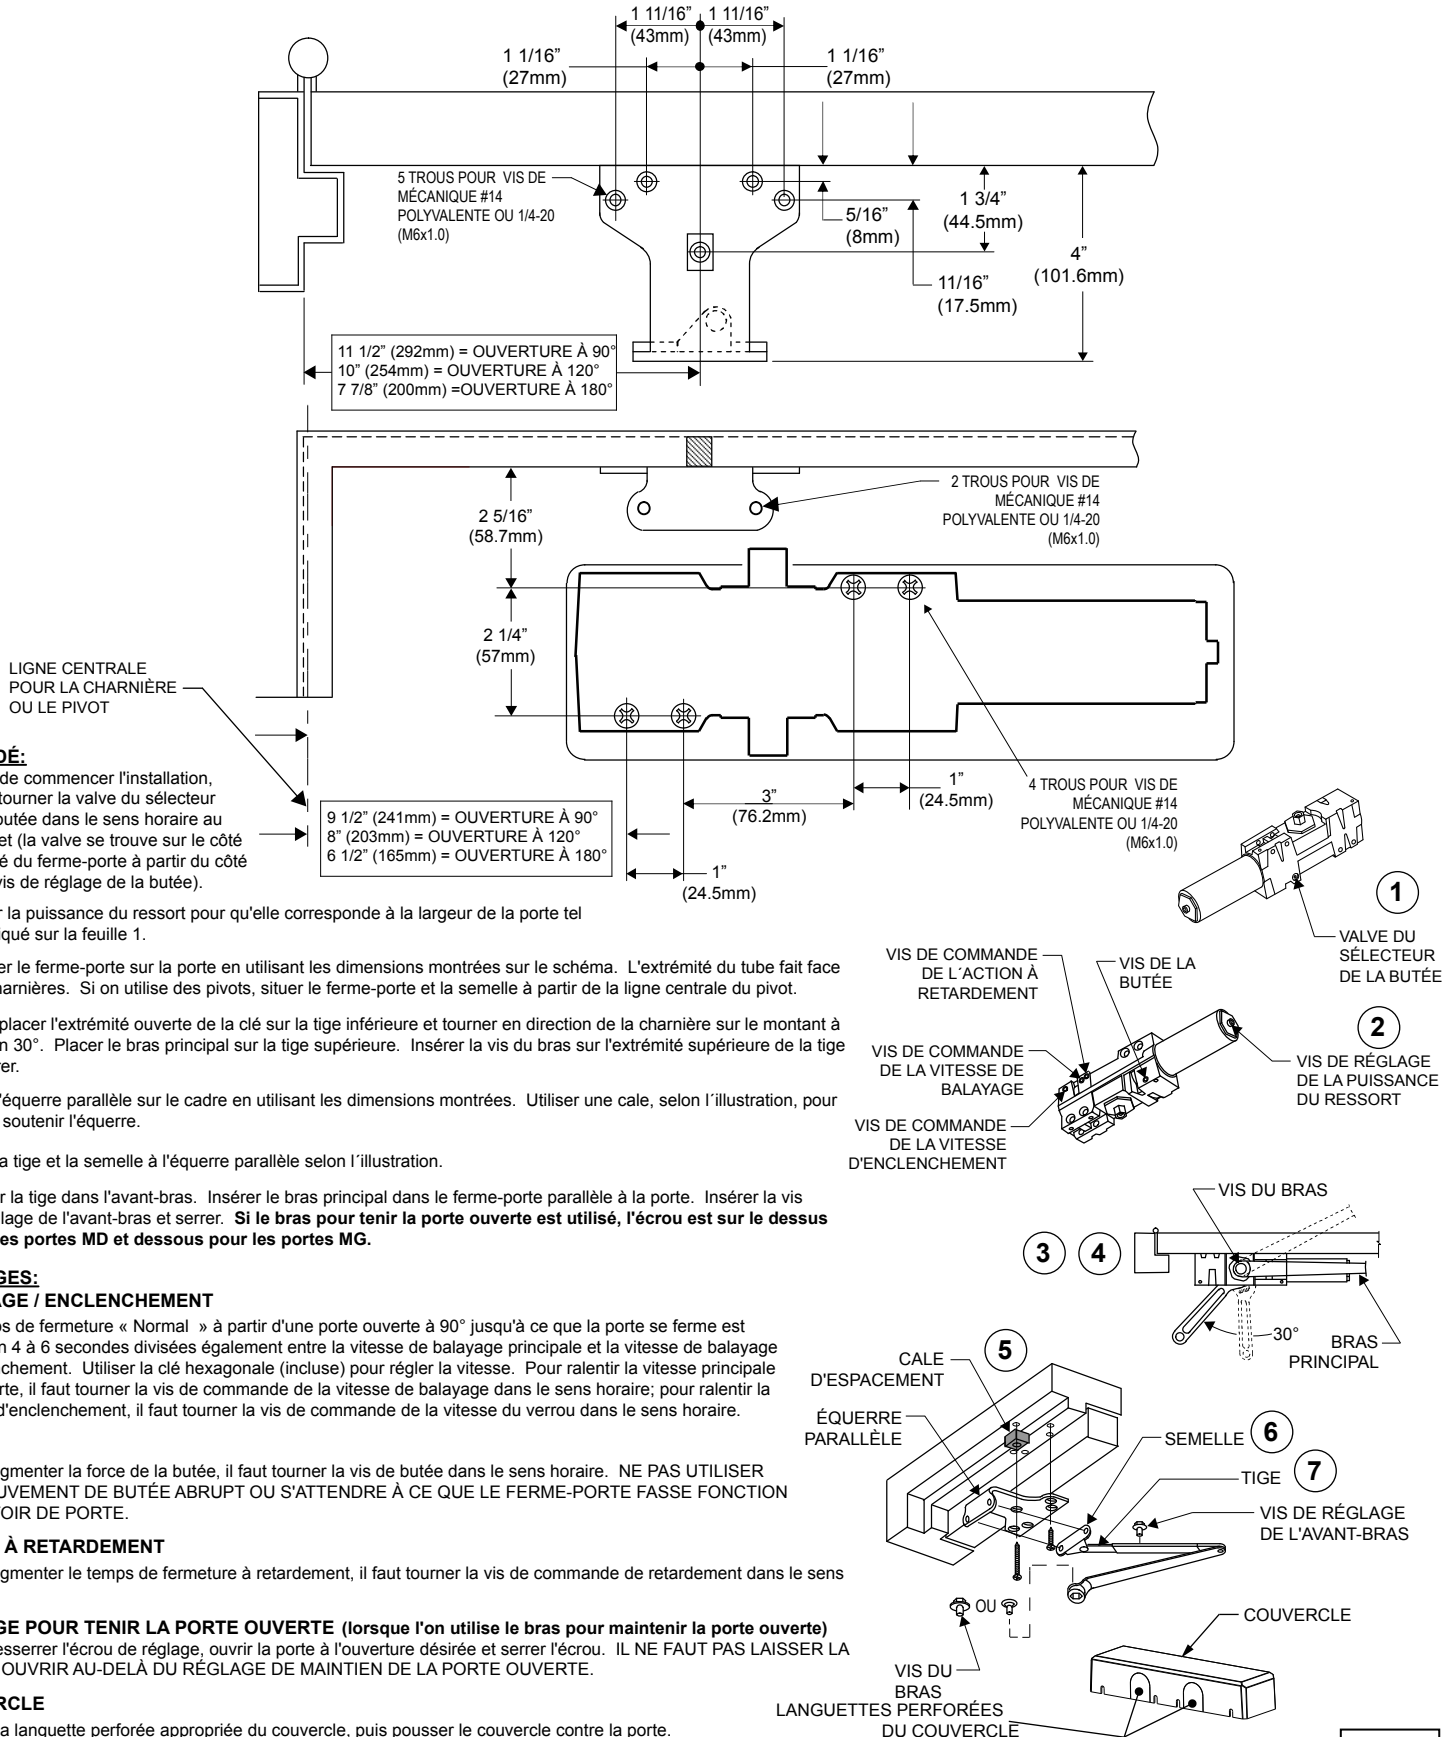 1 11/16” 1 11/16”
(43mm) (43mm)
1 1/16”
(27mm)
1 1/16”
(27mm)
5 TROUS POUR VIS DE
MÉCANIQUE #14
POLYVALENTE OU 1/4-20
(M6x1.0)
5/16”
(8mm)
1 3/4”
(44.5mm)
4”
(101.6mm)
11/16”
(17.5mm)
11 1/2” (292mm) = OUVERTURE À 90°
10” (254mm) = OUVERTURE À 120°
7 7/8” (200mm) =OUVERTURE À 180°
2 TROUS POUR VIS DE
MÉCANIQUE #14
POLYVALENTE OU 1/4-20
(M6x1.0)
2 5/16”
(58.7mm)
2 1/4”
(57mm)
LIGNE CENTRALE
POUR LA CHARNIÈRE
OU LE PIVOT
1”
(24.5mm)
3”
(76.2mm)
4 TROUS POUR VIS DE
MÉCANIQUE #14
POLYVALENTE OU 1/4-20
(M6x1.0)
9 1/2” (241mm) = OUVERTURE À 90°
8” (203mm) = OUVERTURE À 120°
6 1/2” (165mm) = OUVERTURE À 180°
1”
(24.5mm)
DÉ:
de commencer l'installation,
tourner la valve du sélecteur
butée dans le sens horaire au
et (la valve se trouve sur le côté
é du ferme-porte à partir du côté
vis de réglage de la butée).
r la puissance du ressort pour qu'elle corresponde à la largeur de la porte tel
iqué sur la feuille 1.
er le ferme-porte sur la porte en utilisant les dimensions montrées sur le schéma. L'extrémité du tube fait face
harnières. Si on utilise des pivots, situer le ferme-porte et la semelle à partir de la ligne centrale du pivot.
placer l'extrémité ouverte de la clé sur la tige inférieure et tourner en direction de la charnière sur le montant à
n 30°. Placer le bras principal sur la tige supérieure. Insérer la vis du bras sur l'extrémité supérieure de la tige
rer.
'équerre parallèle sur le cadre en utilisant les dimensions montrées. Utiliser une cale, selon l´illustration, pour
soutenir l'équerre.
a tige et la semelle à l'équerre parallèle selon l´illustration.
r la tige dans l'avant-bras. Insérer le bras principal dans le ferme-porte parallèle à la porte. Insérer la vis
lage de l'avant-bras et serrer. Si le bras pour tenir la porte ouverte est utilisé, l'écrou est sur le dessus
es portes MD et dessous pour les portes MG.
GES:
AGE / ENCLENCHEMENT
ps de fermeture « Normal » à partir d'une porte ouverte à 90° jusqu'à ce que la porte se ferme est
n 4 à 6 secondes divisées également entre la vitesse de balayage principale et la vitesse de balayage
nchement. Utiliser la clé hexagonale (incluse) pour régler la vitesse. Pour ralentir la vitesse principale
rte, il faut tourner la vis de commande de la vitesse de balayage dans le sens horaire; pour ralentir la
d'enclenchement, il faut tourner la vis de commande de la vitesse du verrou dans le sens horaire.
gmenter la force de la butée, il faut tourner la vis de butée dans le sens horaire. NE PAS UTILISER
UVEMENT DE BUTÉE ABRUPT OU S'ATTENDRE À CE QUE LE FERME-PORTE FASSE FONCTION
TOIR DE PORTE.
À RETARDEMENT
gmenter le temps de fermeture à retardement, il faut tourner la vis de commande de retardement dans le sens
GE POUR TENIR LA PORTE OUVERTE (lorsque l'on utilise le bras pour maintenir la porte ouverte)
esserrer l'écrou de réglage, ouvrir la porte à l'ouverture désirée et serrer l'écrou. IL NE FAUT PAS LAISSER LA
OUVRIR AU-DELÀ DU RÉGLAGE DE MAINTIEN DE LA PORTE OUVERTE.
RCLE
a languette perforée appropriée du couvercle, puis pousser le couvercle contre la porte.
1
VALVE DU
SÉLECTEUR
DE LA BUTÉE
VIS DE COMMANDE
DE L´ACTION À
RETARDEMENT
VIS DE LA
BUTÉE
2
VIS DE RÉGLAGE
DE LA PUISSANCE
DU RESSORT
VIS DE COMMANDE
DE LA VITESSE DE
BALAYAGE
VIS DE COMMANDE
DE LA VITESSE
D'ENCLENCHEMENT
VIS DU BRAS
3 4
30°
BRAS
PRINCIPAL
5
CALE
D'ESPACEMENT
ÉQUERRE
PARALLÈLE
SEMELLE 6
TIGE 7
VIS DE RÉGLAGE
DE L'AVANT-BRAS
OU
VIS DU
BRAS
COUVERCLE
LANGUETTES PERFORÉES
DU COUVERCLE